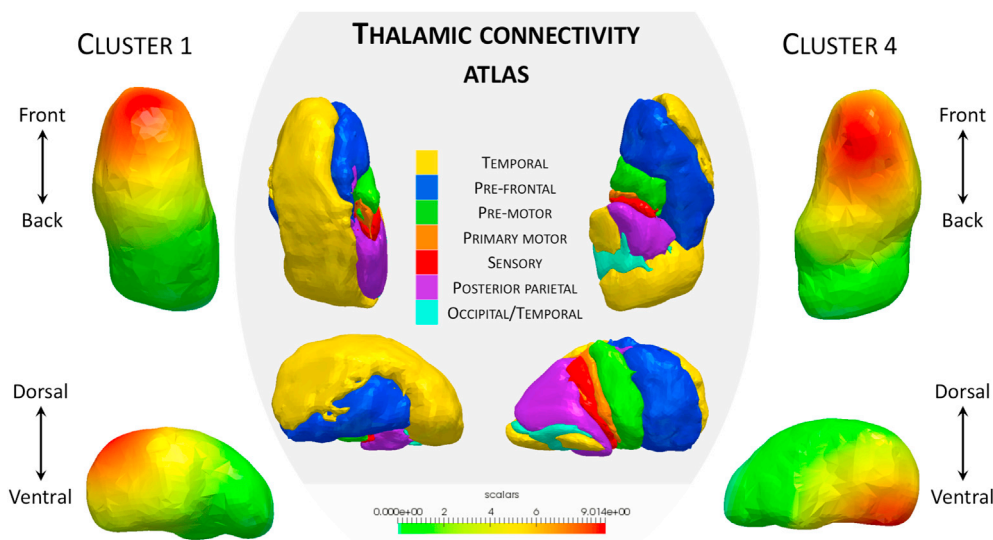 THALAMIC CONNECTIVITY
ATLAS
CLUSTER 1
CLUSTER 4
Front
Back
Front
Back
TEMPORAL
PRE-FRONTAL
PRE-MOTOR
PRIMARY MOTOR
SENSORY
POSTERIOR PARIETAL
OCCIPITAL/TEMPORAL
Dorsal
Ventral
Dorsal
Ventral
scalars
0.000e+00 2 4 6 9.014e+00